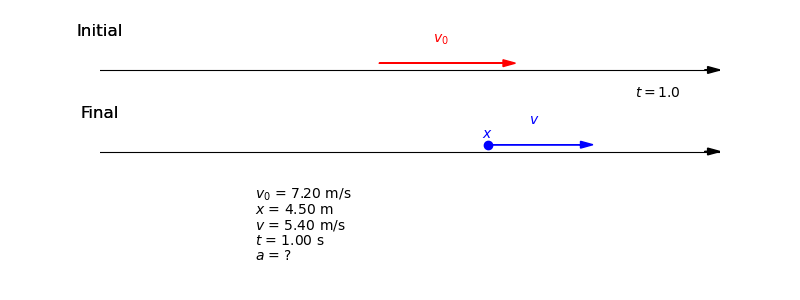 Initial
v₀
t = 1.0
Final
v
x
v₀ = 7.20 m/s
x = 4.50 m
v = 5.40 m/s
t = 1.00 s
a = ?